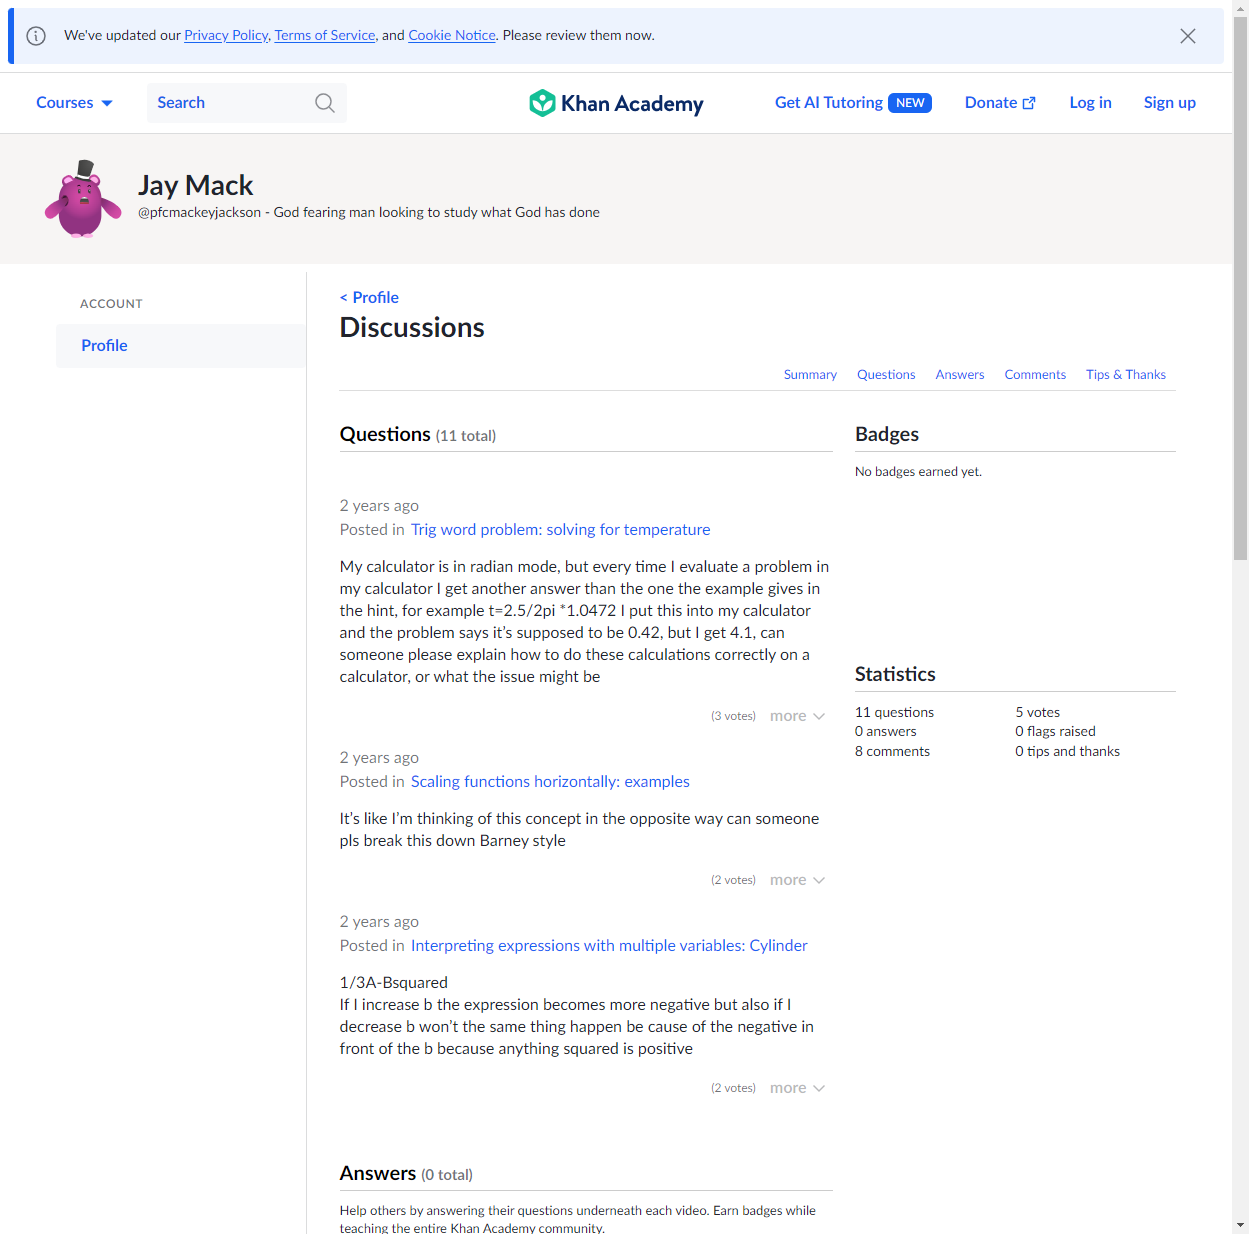 We've updated our Privacy Policy, Terms of Service, and Cookie Notice. Please review them now.
Courses
Search
Khan Academy
Get AI Tutoring NEW
Donate
Log in
Sign up
Jay Mack
@pfcmackeyjackson - God fearing man looking to study what God has done
ACCOUNT
Profile
< Profile
Discussions
Summary
Questions
Answers
Comments
Tips & Thanks
Questions (11 total)
2 years ago
Posted in Trig word problem: solving for temperature
My calculator is in radian mode, but every time I evaluate a problem in
my calculator I get another answer than the one the example gives in
the hint, for example t=2.5/2pi *1.0472 I put this into my calculator
and the problem says it’s supposed to be 0.42, but I get 4.1, can
someone please explain how to do these calculations correctly on a
calculator, or what the issue might be
(3 votes) more
2 years ago
Posted in Scaling functions horizontally: examples
It’s like I’m thinking of this concept in the opposite way can someone
pls break this down Barney style
(2 votes) more
2 years ago
Posted in Interpreting expressions with multiple variables: Cylinder
1/3A-Bsquared
If I increase b the expression becomes more negative but also if I
decrease b won’t the same thing happen be cause of the negative in
front of the b because anything squared is positive
(2 votes) more
Answers (0 total)
Help others by answering their questions underneath each video. Earn badges while
teaching the entire Khan Academy community.
Badges
No badges earned yet.
Statistics
11 questions
5 votes
0 answers
0 flags raised
8 comments
0 tips and thanks